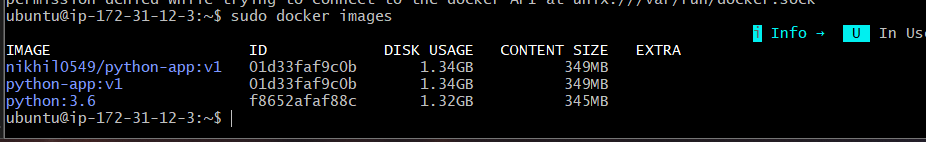 permission denied while trying to connect to the docker API at unix:///var/run/docker.sock
ubuntu@ip-172-31-12-3:~$ sudo docker images
i Info → U In Use
IMAGE ID DISK USAGE CONTENT SIZE EXTRA
nikhil0549/python-app:v1 01d33faf9c0b 1.34GB 349MB
python-app:v1 01d33faf9c0b 1.34GB 349MB
python:3.6 f8652afaf88c 1.32GB 345MB
ubuntu@ip-172-31-12-3:~$